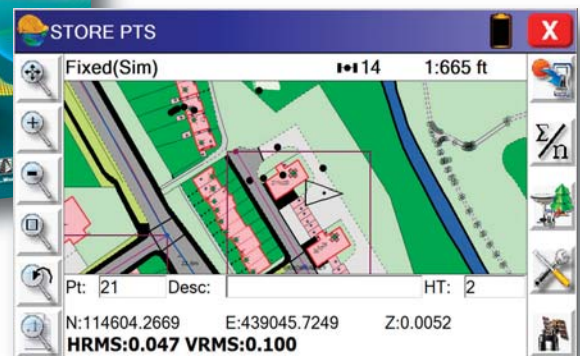 STORE PTS
X
Fixed(Sim) 14 1:665 ft
Σ/n
Pt: 21 Desc: HT: 2
N:114604.2669 E:439045.7249 Z:0.0052
HRMS:0.047 VRMS:0.100